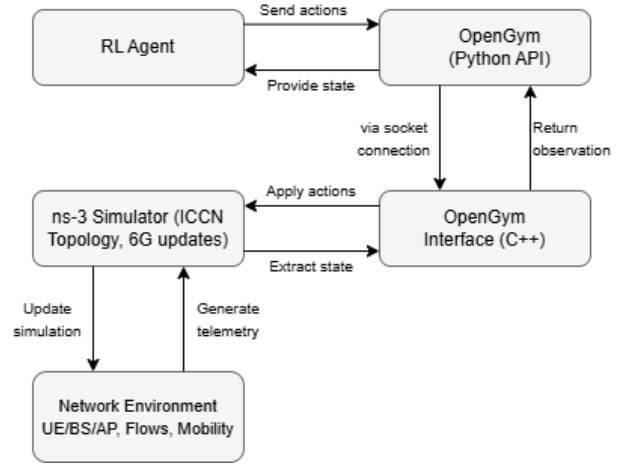 Send actions
RL Agent
OpenGym
(Python API)
Provide state
via socket
connection
Return
observation
Apply actions
ns-3 Simulator (ICCN
Topology, 6G updates)
OpenGym
Interface (C++)
Extract state
Update
simulation
Generate
telemetry
Network Environment
UE/BS/AP, Flows, Mobility